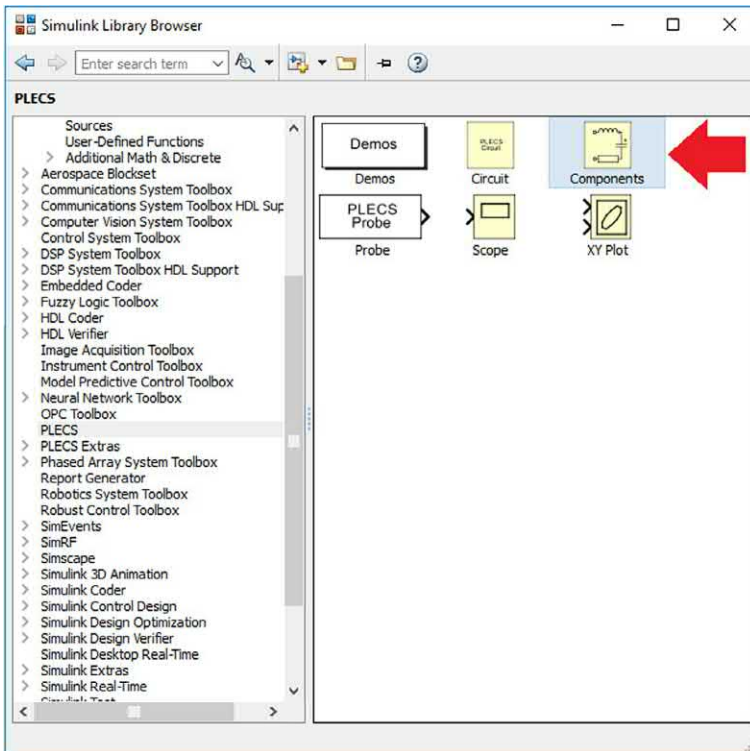 Simulink Library Browser
Enter search term
PLECS
Sources
User-Defined Functions
Additional Math & Discrete
Aerospace Blockset
Communications System Toolbox
Communications System Toolbox HDL Sup
Computer Vision System Toolbox
Control System Toolbox
DSP System Toolbox
DSP System Toolbox HDL Support
Embedded Coder
Fuzzy Logic Toolbox
HDL Coder
HDL Verifier
Image Acquisition Toolbox
Instrument Control Toolbox
Model Predictive Control Toolbox
Neural Network Toolbox
OPC Toolbox
PLECS
PLECS Extras
Phased Array System Toolbox
Report Generator
Robotics System Toolbox
Robust Control Toolbox
SimEvents
SimRF
Simscape
Simulink 3D Animation
Simulink Coder
Simulink Control Design
Simulink Design Optimization
Simulink Design Verifier
Simulink Desktop Real-Time
Simulink Extras
Simulink Real-Time
Simulink Test
Demos
Demos
PLECS
Circuit
Circuit
Components
PLECS
Probe
Probe
Scope
XY Plot